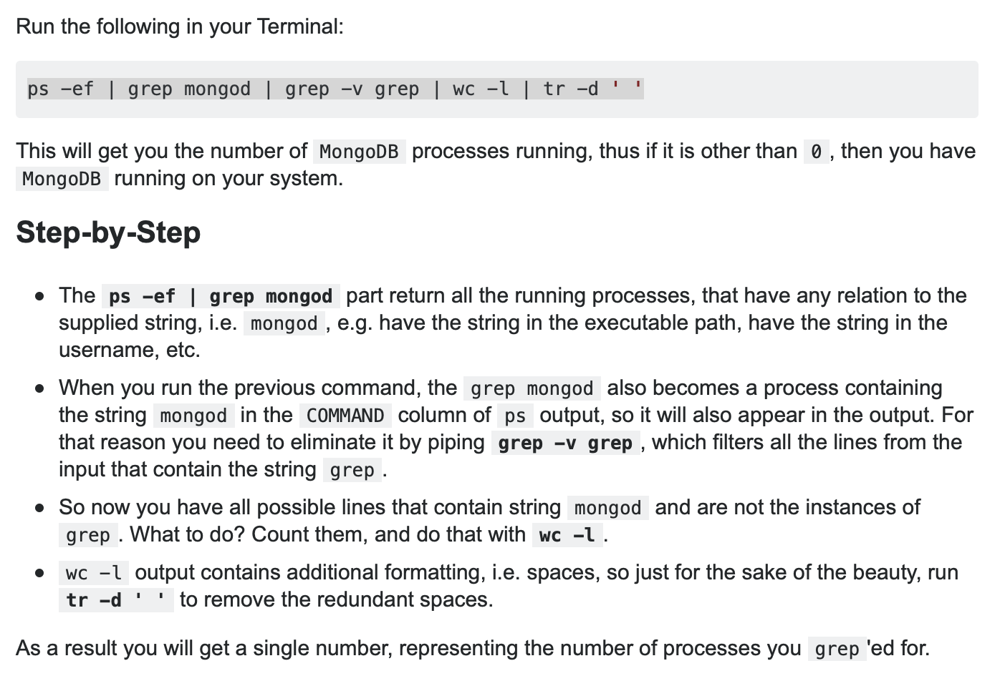 Run the following in your Terminal:
ps -ef | grep mongod | grep -v grep | wc -l | tr -d ' '
This will get you the number of MongoDB processes running, thus if it is other than 0 , then you have
MongoDB running on your system.
Step-by-Step
• The ps -ef | grep mongod part return all the running processes, that have any relation to the
supplied string, i.e. mongod , e.g. have the string in the executable path, have the string in the
username, etc.
• When you run the previous command, the grep mongod also becomes a process containing
the string mongod in the COMMAND column of ps output, so it will also appear in the output. For
that reason you need to eliminate it by piping grep -v grep , which filters all the lines from the
input that contain the string grep .
• So now you have all possible lines that contain string mongod and are not the instances of
grep . What to do? Count them, and do that with wc -l .
• wc -l output contains additional formatting, i.e. spaces, so just for the sake of the beauty, run
tr -d ' ' to remove the redundant spaces.
As a result you will get a single number, representing the number of processes you grep 'ed for.